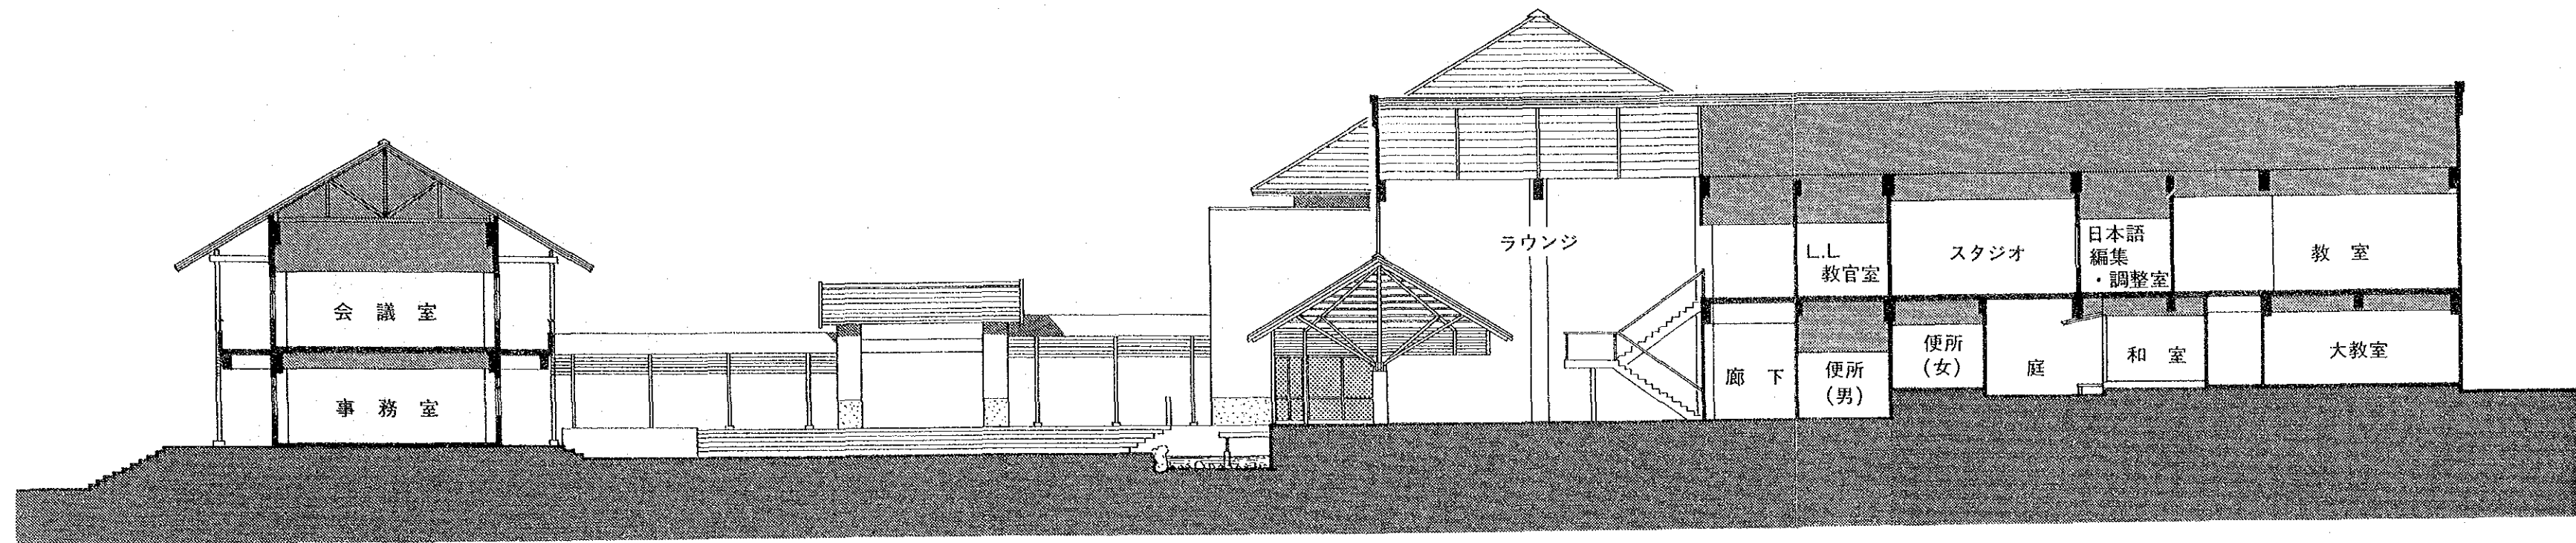 会議室
事務室
ラウンジ
L.L
教官室
スタジオ
日本語
編集
・調整室
教室
廊下
便所
(男)
便所
(女)
庭
和室
大教室